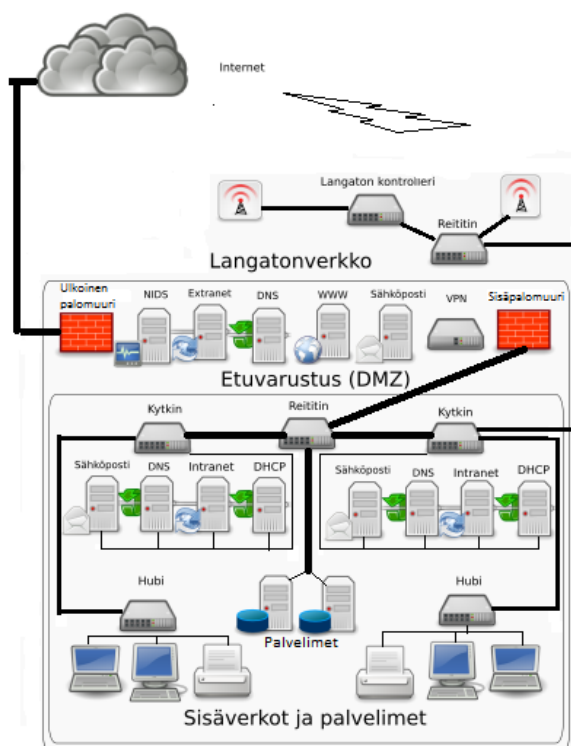 Internet
Langaton kontrolleri
Reititin
Langatonverkko
Ulkoinen
palomuuri
NIDS
Extranet
DNS
WWW
Sähköposti
VPN
Sisäpalomuuri
Etuvarustus (DMZ)
Kytkin
Reititin
Kytkin
Sähköposti
DNS
Intranet
DHCP
Sähköposti
DNS
Intranet
DHCP
Hubi
Hubi
Palvelimet
Sisäverkot ja palvelimet